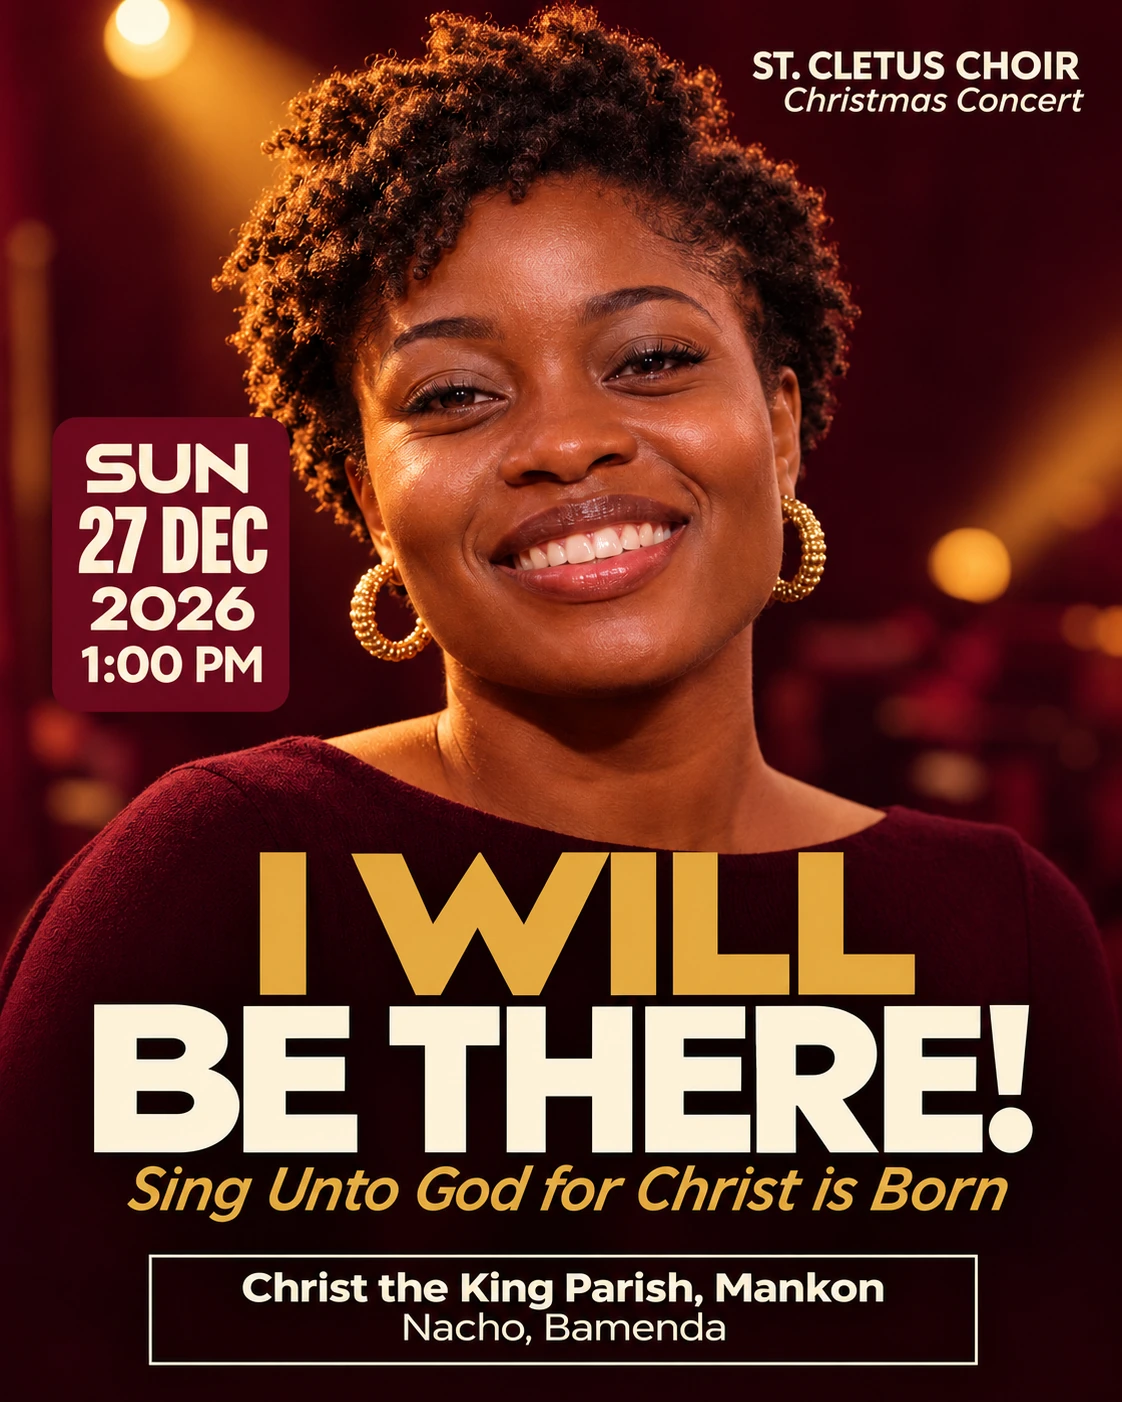 ST. CLETUS CHOIR
Christmas Concert
SUN
27 DEC
2026
1:00 PM
I WILL
BE THERE!
Sing Unto God for Christ is Born
Christ the King Parish, Mankon
Nacho, Bamenda